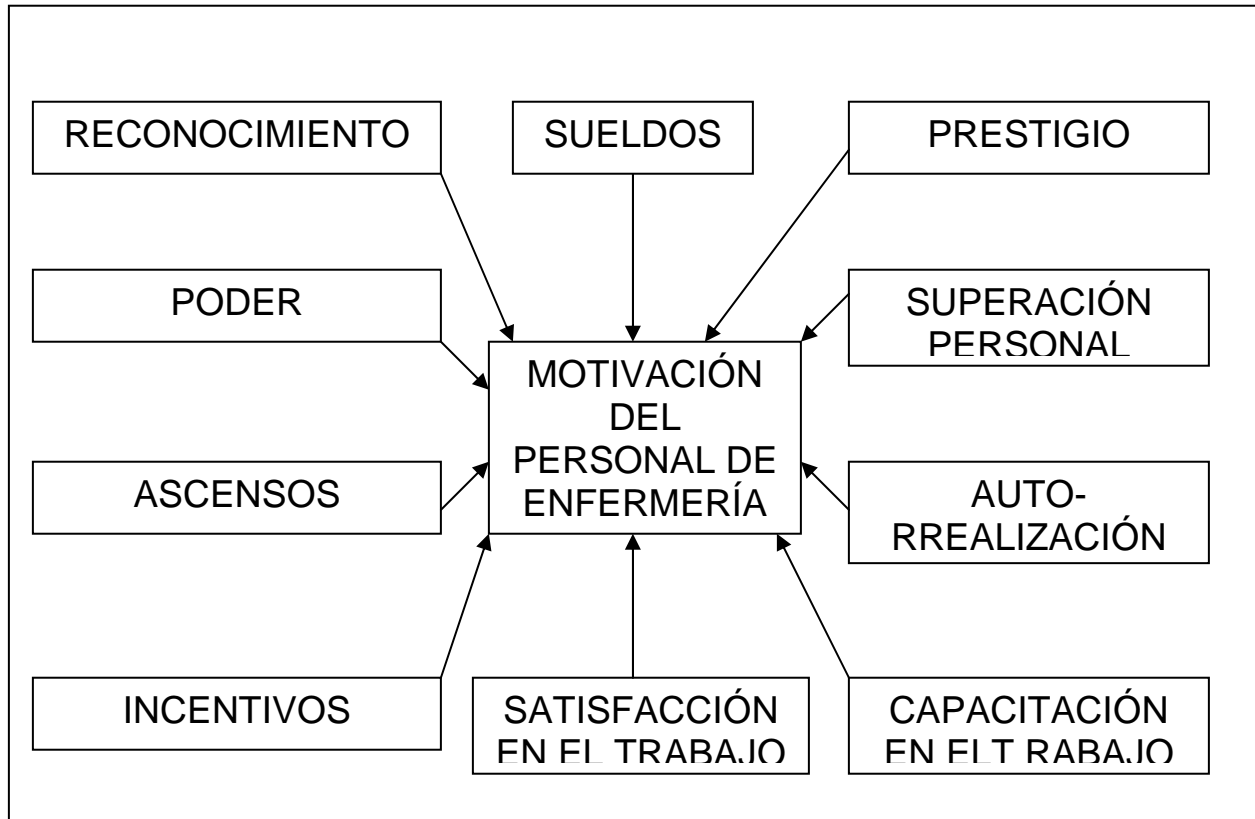 RECONOCIMIENTO
SUELDOS
PRESTIGIO
PODER
SUPERACIÓN
PERSONAL
MOTIVACIÓN
DEL
PERSONAL DE
ENFERMERÍA
ASCENSOS
AUTO-
RREALIZACIÓN
INCENTIVOS
SATISFACCIÓN
EN EL TRABAJO
CAPACITACIÓN
EN ELT RABAJO